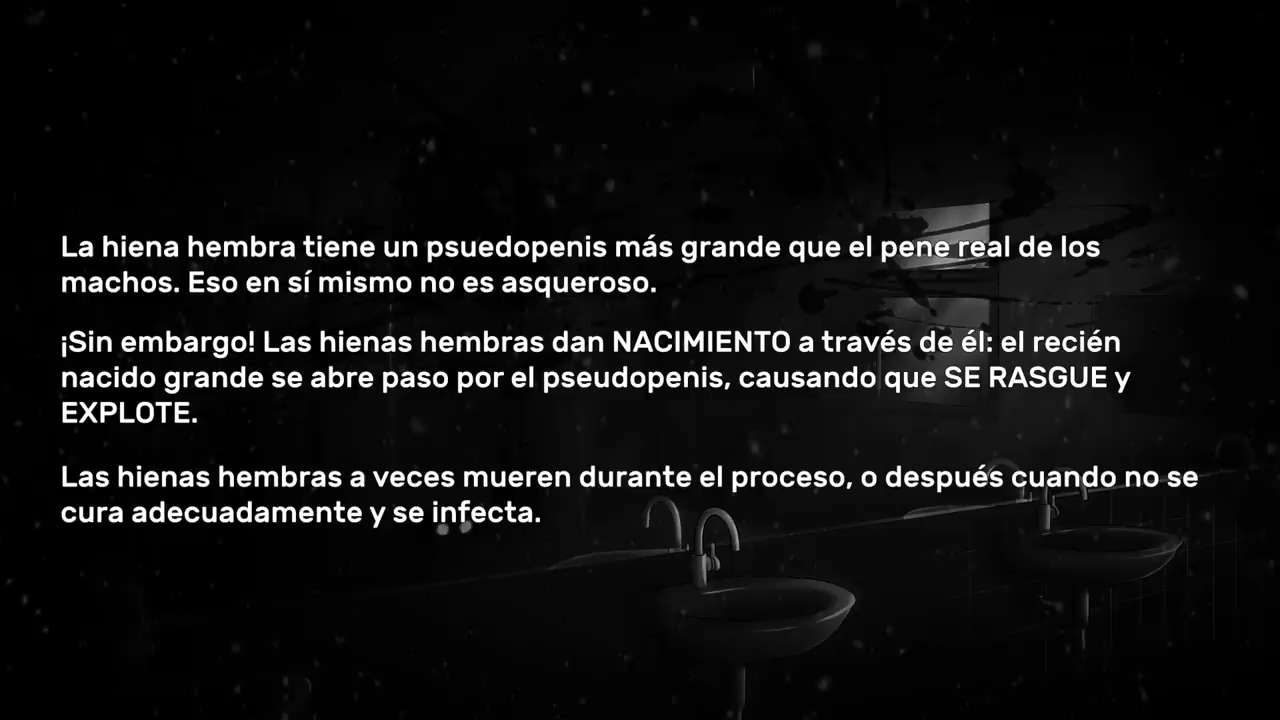 La hiena hembra tiene un psuedopenis más grande que el pene real de los
machos. Eso en sí mismo no es asqueroso.
¡Sin embargo! Las hienas hembras dan NACIMIENTO a través de él: el recién
nacido grande se abre paso por el pseudopenis, causando que SE RASGUE y
EXPLOTE.
Las hienas hembras a veces mueren durante el proceso, o después cuando no se
cura adecuadamente y se infecta.